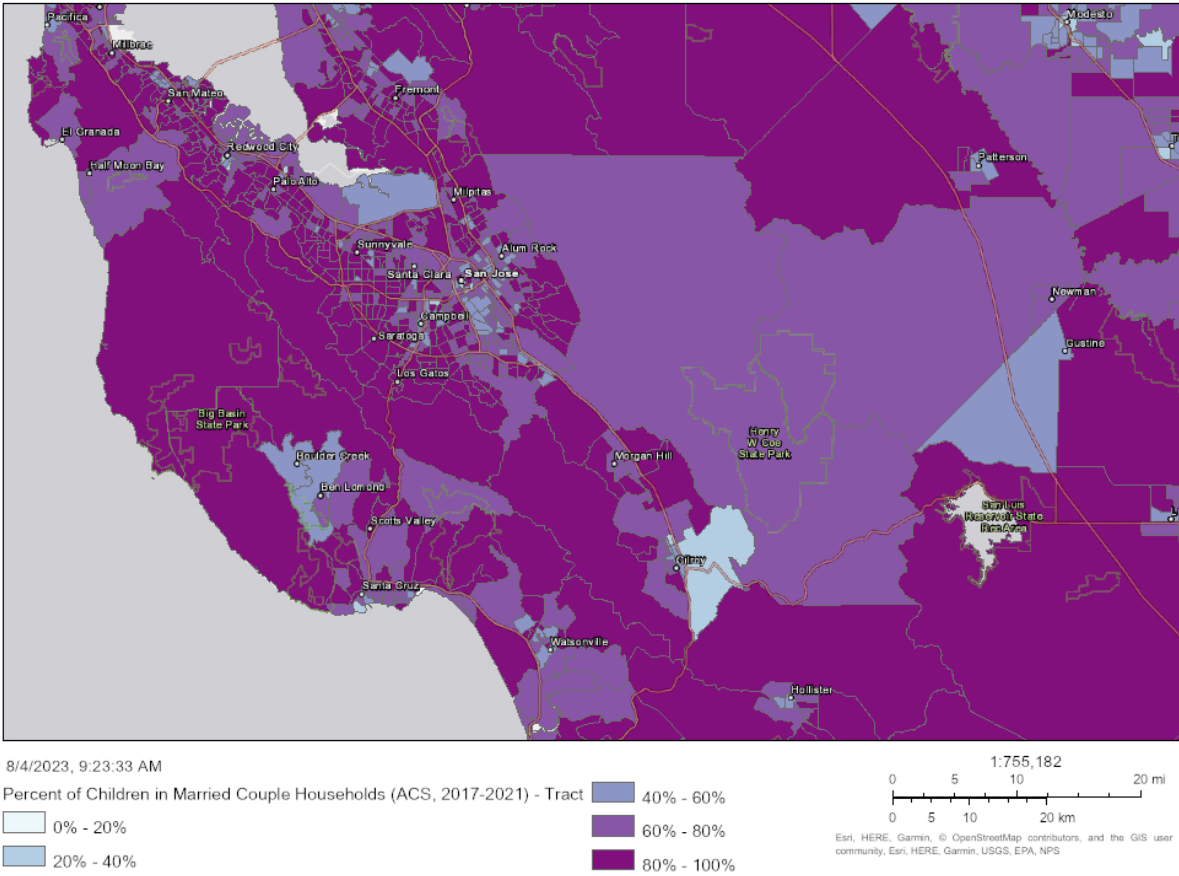 Pacifica
Modesto
Millbrae
San Mateo
Fremont
El Granada
Redwood City
Half Moon Bay
Palo Alto
Patterson
Milpitas
Sunnyvale
Alum Rock
Santa Clara
San Jose
Nowman
Campbell
Saratoga
Gustine
Los Gatos
Big Basin
State Park
Henry
W Coe
State Park
Boulder Creek
Morgan Hill
Ben Lomond
San Luis
Reservoir State
Rec Area
Scotts Valley
Gilroy
Santa Cruz
Watsonville
Hollister
8/4/2023, 9:23:33 AM
Percent of Children in Married Couple Households (ACS, 2017-2021) - Tract
0% - 20%
20% - 40%
40% - 60%
60% - 80%
80% - 100%
1:755,182
0 5 10 20 mi
0 5 10 20 km
Esri, HERE, Garmin, © OpenStreetMap contributors, and the GIS user
community, Esri, HERE, Garmin, USGS, EPA, NPS